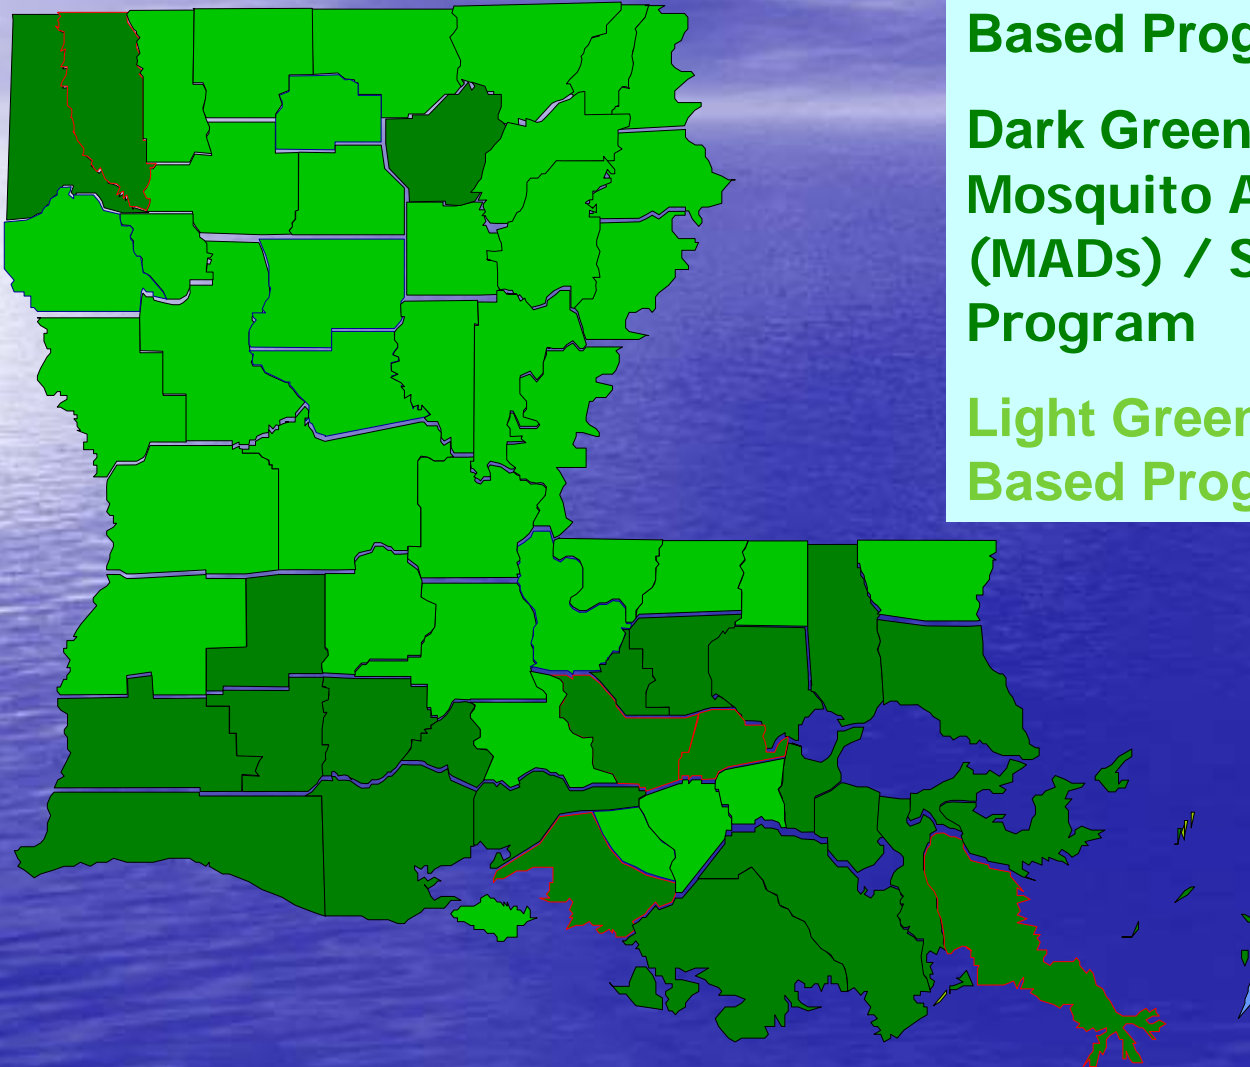 Based Prog
Dark Green
Mosquito A
(MADs) / S
Program
Light Green
Based Prog